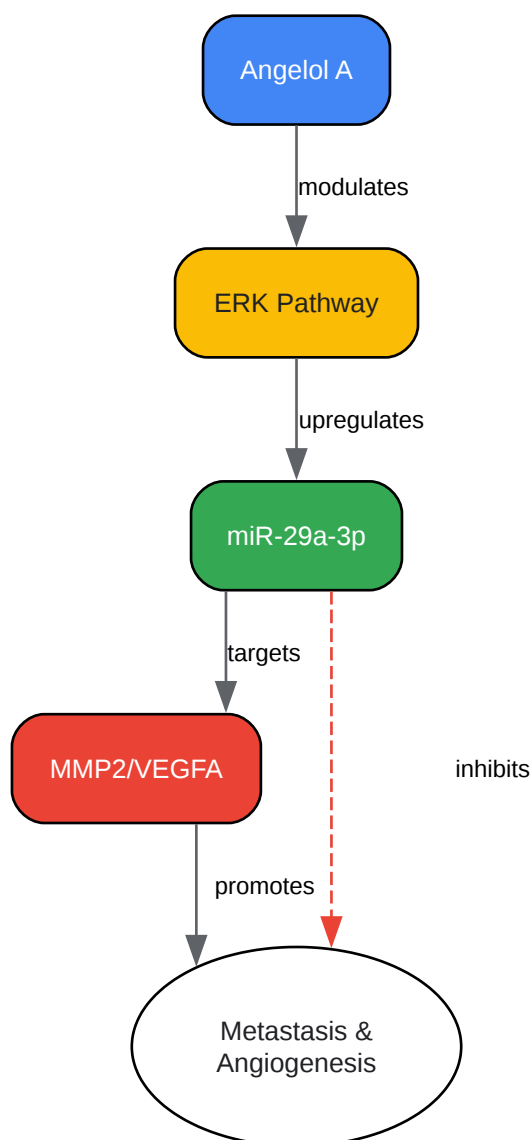 Angelol A
modulates
ERK Pathway
upregulates
miR-29a-3p
targets
MMP2/VEGFA
inhibits
promotes
Metastasis &
Angiogenesis